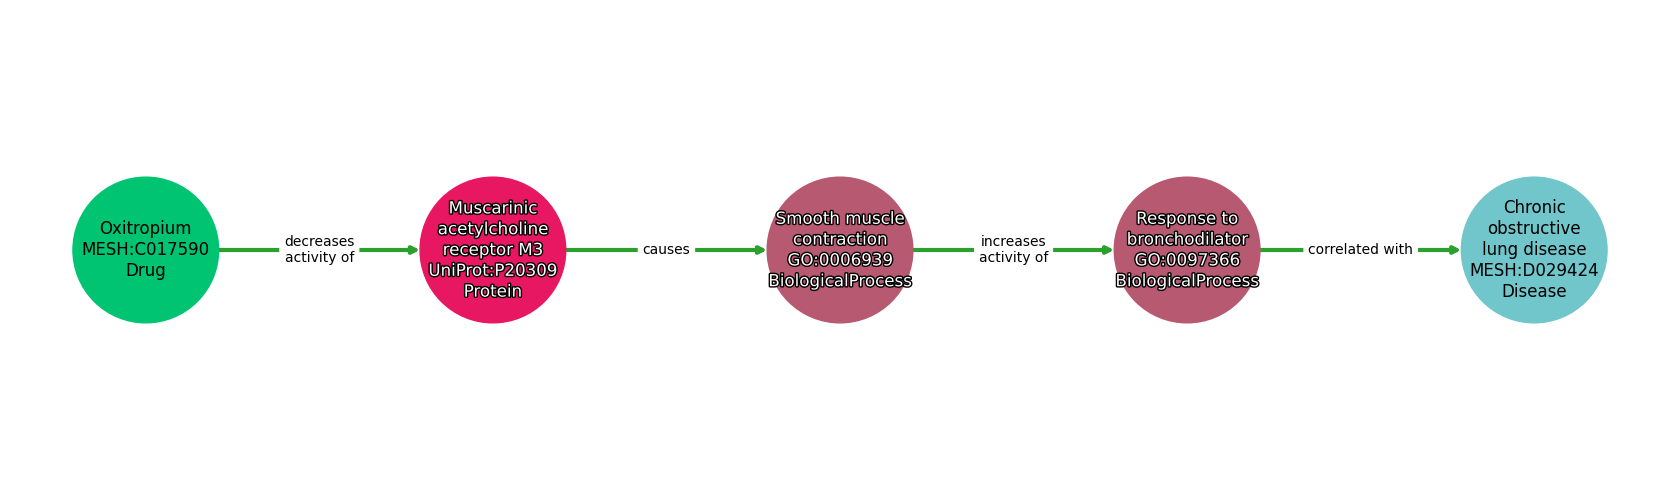 Oxitropium
MESH:C017590
Drug
decreases
activity of
Muscarinic
acetylcholine
receptor M3
UniProt:P20309
Protein
causes
Smooth muscle
contraction
GO:0006939
BiologicalProcess
increases
activity of
Response to
bronchodilator
GO:0097366
BiologicalProcess
correlated with
Chronic
obstructive
lung disease
MESH:D029424
Disease